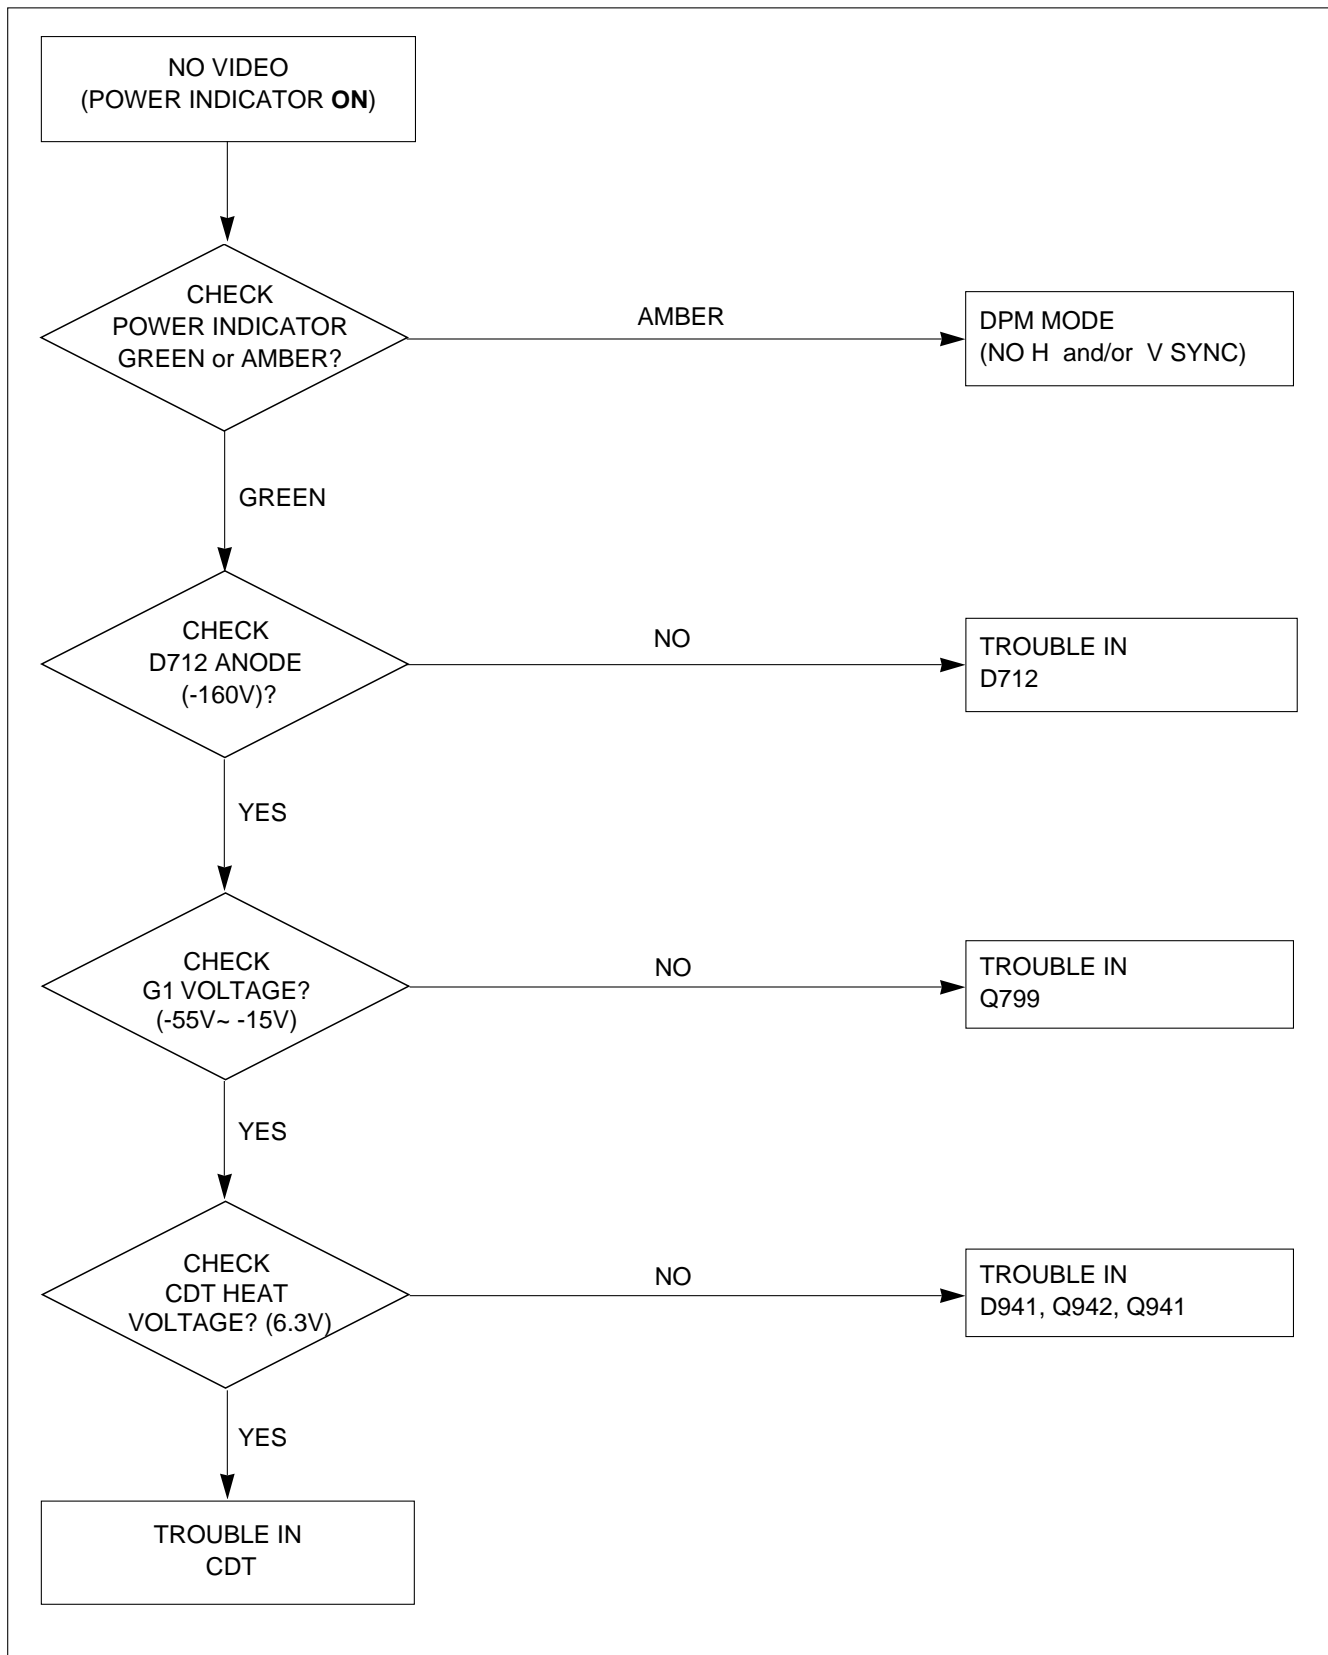 NO VIDEO
(POWER INDICATOR ON)
CHECK
POWER INDICATOR
GREEN or AMBER?
AMBER
DPM MODE
(NO H and/or V SYNC)
GREEN
CHECK
D712 ANODE
(-160V)?
NO
TROUBLE IN
D712
YES
CHECK
G1 VOLTAGE?
(-55V~ -15V)
NO
TROUBLE IN
Q799
YES
CHECK
CDT HEAT
VOLTAGE? (6.3V)
NO
TROUBLE IN
D941, Q942, Q941
YES
TROUBLE IN
CDT